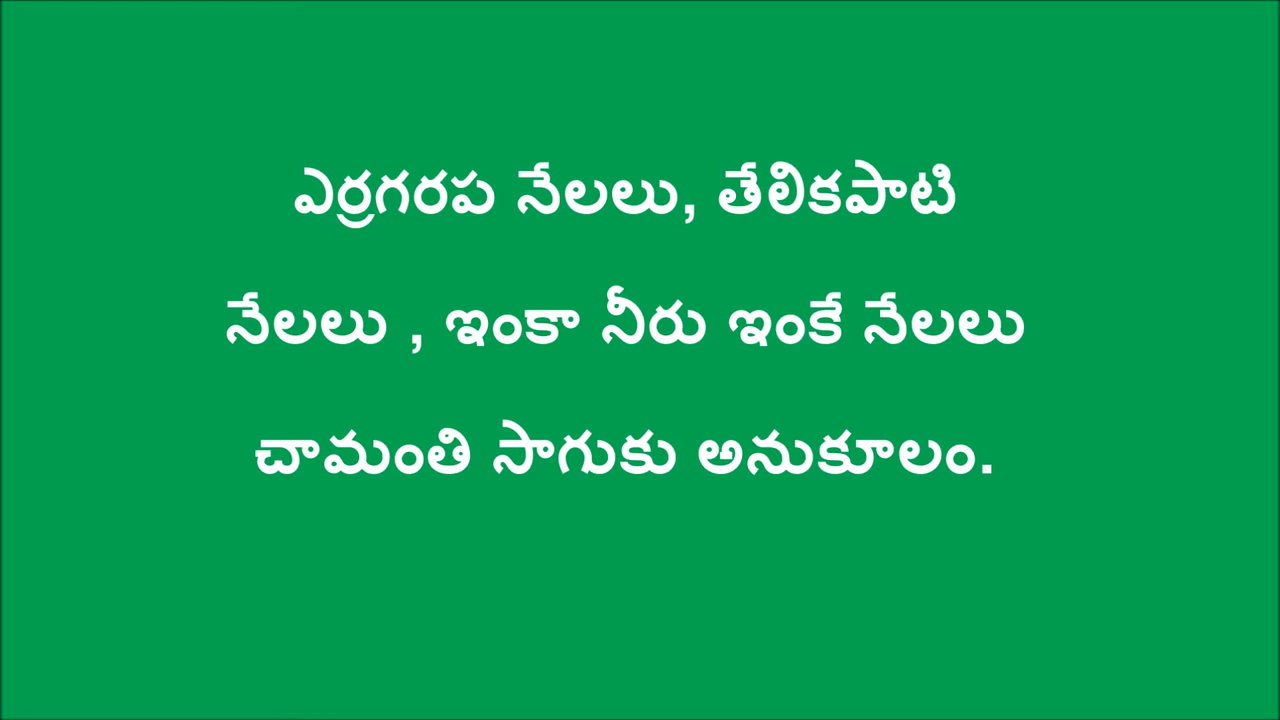 ఎర్రగరప నేలలు, తేలికపాటి
నేలలు , ఇంకా నీరు ఇంకే నేలలు
చామంతి సాగుకు అనుకూలం.